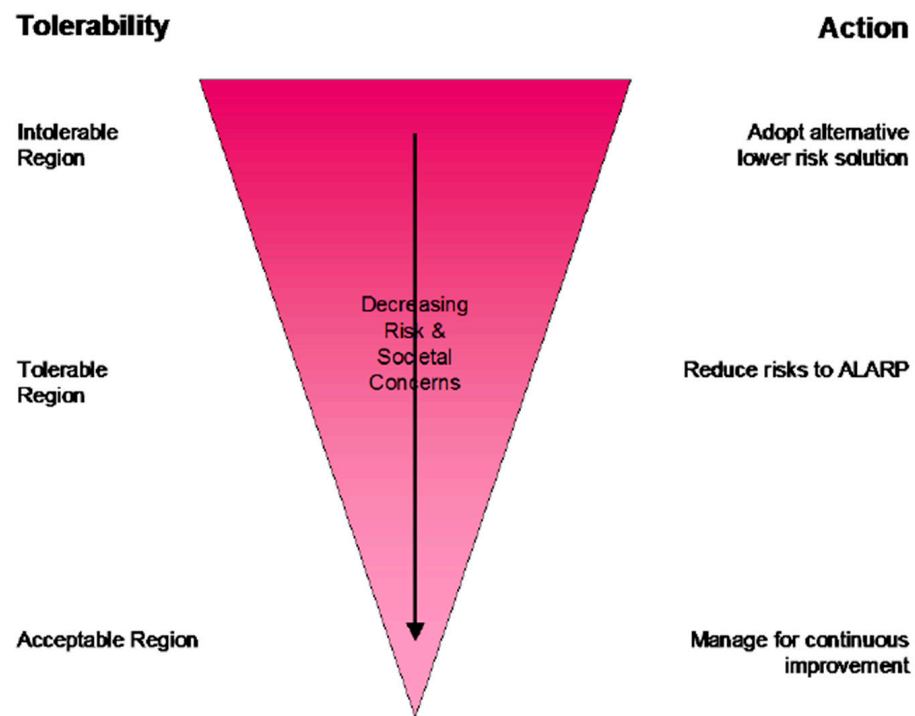 Tolerability
Action
Intolerable
Region
Adopt alternative
lower risk solution
Decreasing
Risk &
Societal
Concerns
Tolerable
Region
Reduce risks to ALARP
Acceptable Region
Manage for continuous
improvement